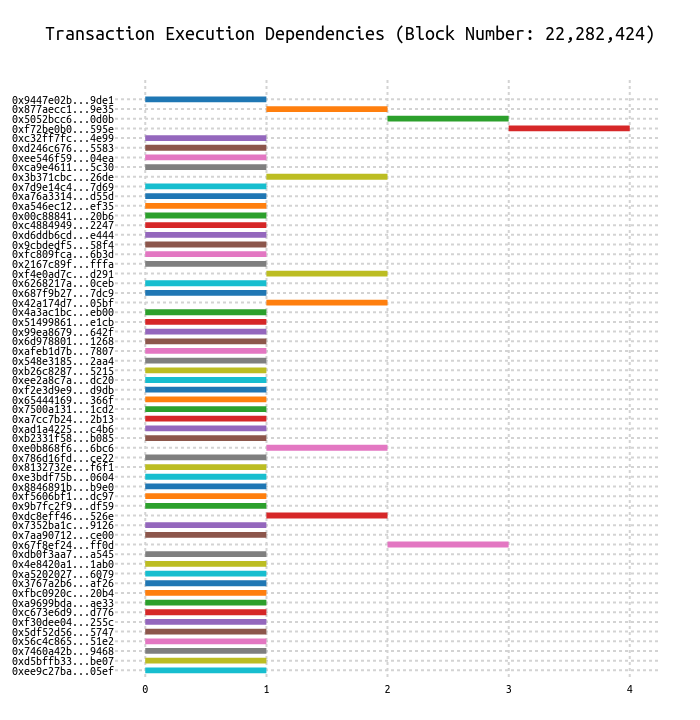 Transaction Execution Dependencies (Block Number: 22,282,424)
0x9447e02b...9de1
0x877aecc1...9e35
0x5052bcc6...0d0b
0xf72be0b0...595e
0xc32ff7fc...4e99
0xd246c676...5583
0xee546f59...04ea
0xca9e4611...5c30
0x3b371cbc...26de
0x7d9e14c4...7d69
0xa76a3314...d55d
0xa546ec12...ef35
0x00c88841...20b6
0xc4884949...2247
0xd6ddb6cd...e444
0x9cbdedf5...58f4
0xfc809fca...6b3d
0x2167c89f...fffa
0xf4e0ad7c...d291
0x6268217a...0ceb
0x687f9b27...7dc9
0x42a174d7...05bf
0x4a3ac1bc...eb00
0x51499861...e1cb
0x99ea8679...642f
0x6d978801...1268
0xafeb1d7b...7807
0x548e3185...2aa4
0xb26c8287...5215
0xee2a8c7a...dc20
0xf2e3d9e9...d9db
0x65444169...366f
0x7500a131...1cd2
0xa7cc7b24...2b13
0xad1a4225...c4b6
0xb2331f58...b085
0xe0b868f6...6bc6
0x786d16fd...ce22
0x8132732e...f6f1
0xe3bdf75b...0604
0x8846891b...b9e0
0xf5606bf1...dc97
0x9b7fc2f9...df59
0xdc8eff46...526e
0x7352ba1c...9126
0x7aa90712...ce00
0x67f8ef24...ff0d
0xdb0f3aa7...a545
0x4e8420a1...1ab0
0xa5202027...6079
0x3767a2b6...af26
0xfbc0920c...20b4
0xa9699bda...ae33
0xc673e6d9...d776
0xf30dee04...255c
0x5df52d56...5747
0x56c4c865...51e2
0x7460a42b...9468
0xd5bffb33...be07
0xee9c27ba...05ef
0 1 2 3 4